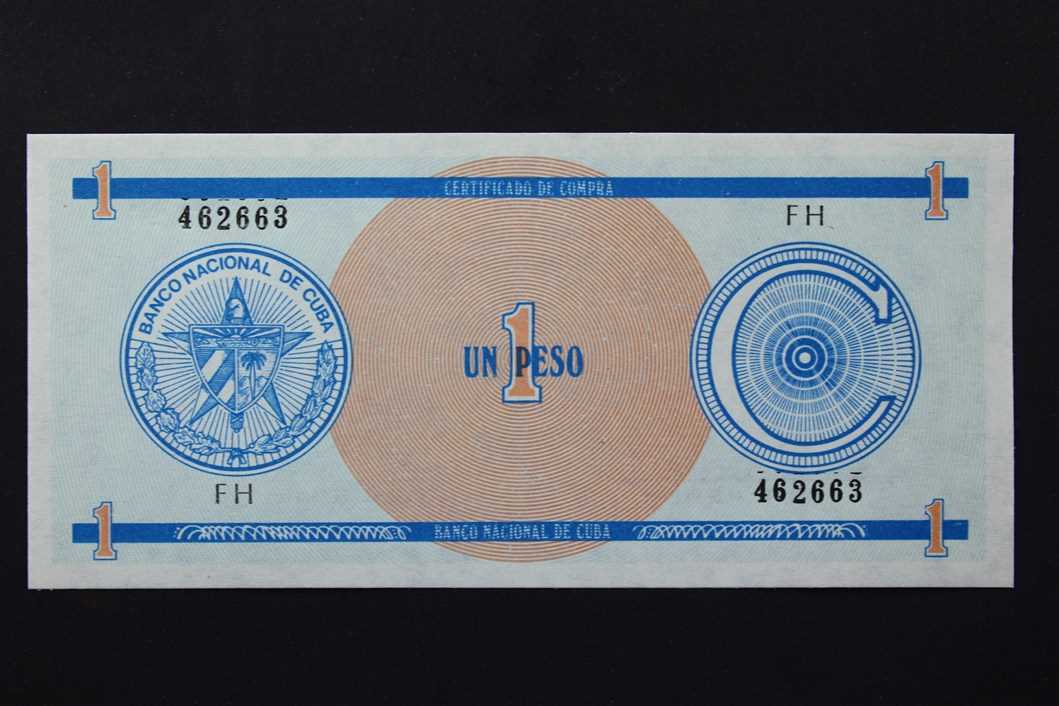 1 CERTIFICADO DE COMPRA 1
462663
FH
BANCO NACIONAL DE CUBA
C
1
UN PESO
FH
462663
1 BANCO NACIONAL DE CUBA 1